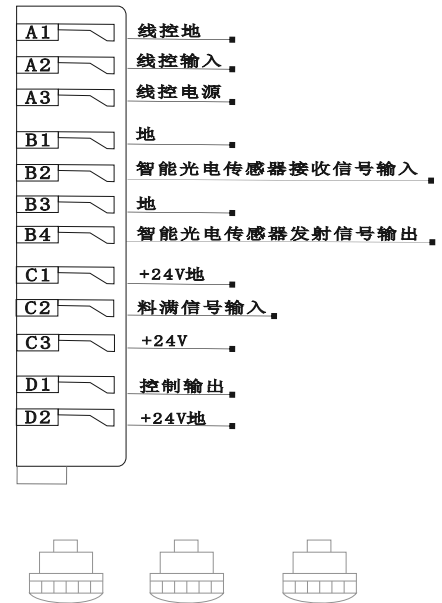 A1 线控地
A2 线控输入
A3 线控电源
B1 地
B2 智能光电传感器接收信号输入
B3 地
B4 智能光电传感器发射信号输出
C1 +24V地
C2 料满信号输入
C3 +24V
D1 控制输出
D2 +24V地